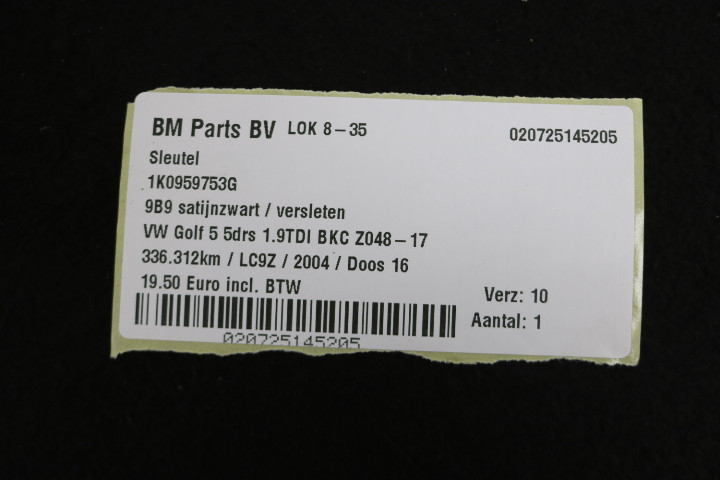 BM Parts BV LOK 8-35 020725145205
Sleutel
1K0959753G
9B9 satijnzwart / versleten
VW Golf 5 5drs 1.9TDI BKC Z048-17
336.312km / LC9Z / 2004 / Doos 16
19.50 Euro incl. BTW
Verz: 10
Aantal: 1
020725145205